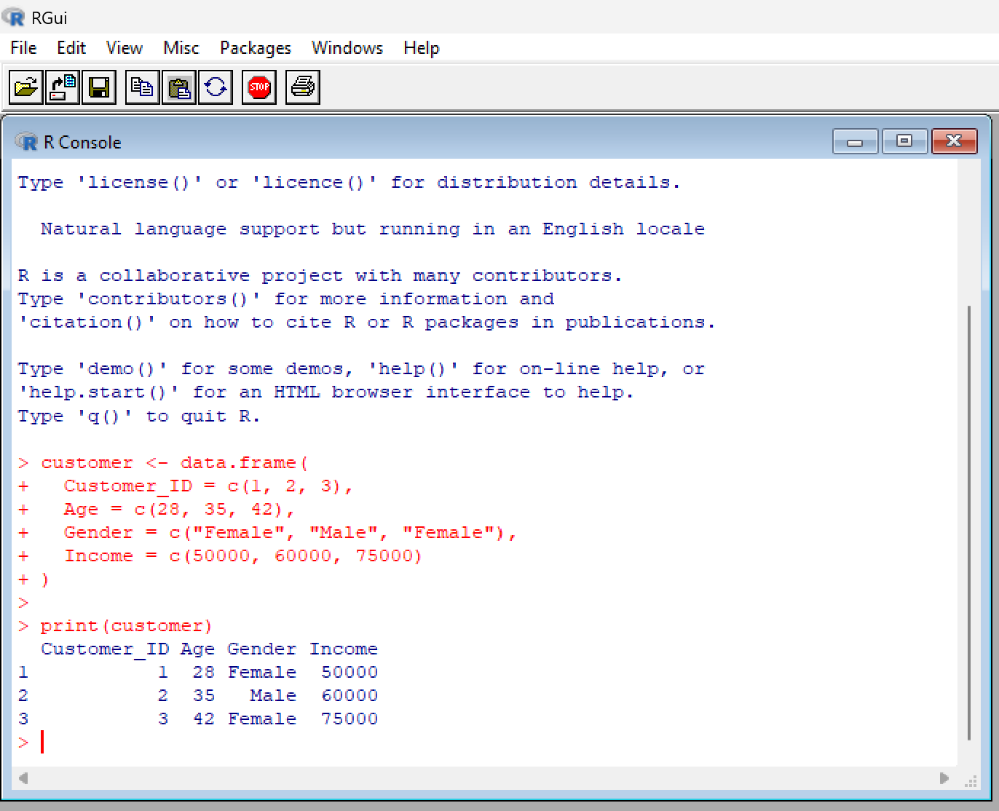 RGui
File Edit View Misc Packages Windows Help
STOP
R Console
Type 'license()' or 'licence()' for distribution details.
  Natural language support but running in an English locale
R is a collaborative project with many contributors.
Type 'contributors()' for more information and
'citation()' on how to cite R or R packages in publications.
Type 'demo()' for some demos, 'help()' for on-line help, or
'help.start()' for an HTML browser interface to help.
Type 'q()' to quit R.
> customer <- data.frame(
+   Customer_ID = c(1, 2, 3),
+   Age = c(28, 35, 42),
+   Gender = c("Female", "Male", "Female"),
+   Income = c(50000, 60000, 75000)
+ )
>
> print(customer)
  Customer_ID Age Gender Income
1           1  28 Female  50000
2           2  35   Male  60000
3           3  42 Female  75000
>